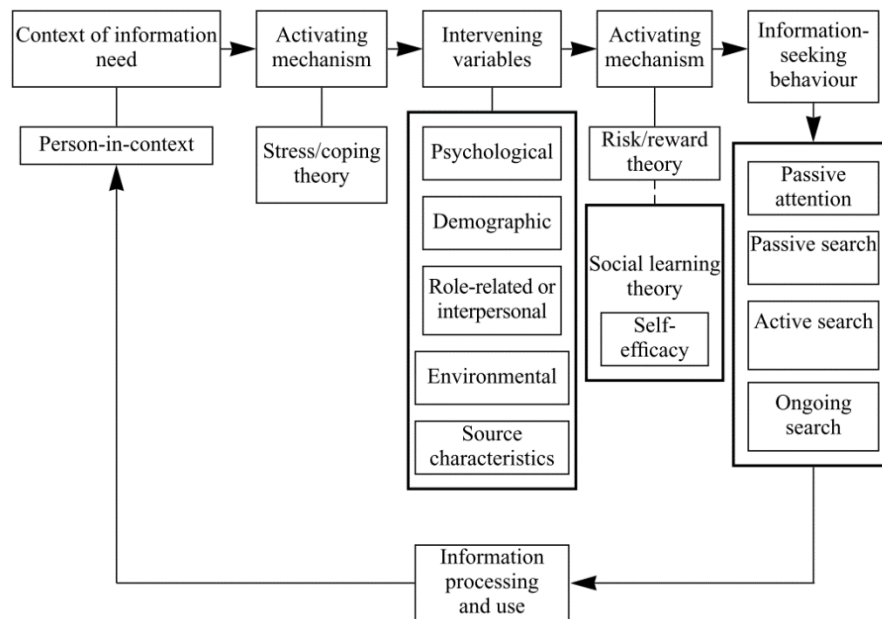 Context of information
need
Activating
mechanism
Intervening
variables
Activating
mechanism
Information-
seeking
behaviour
Person-in-context
Stress/coping
theory
Psychological
Demographic
Role-related or
interpersonal
Environmental
Source
characteristics
Risk/reward
theory
Social learning
theory
Self-
efficacy
Passive
attention
Passive search
Active search
Ongoing
search
Information
processing
and use